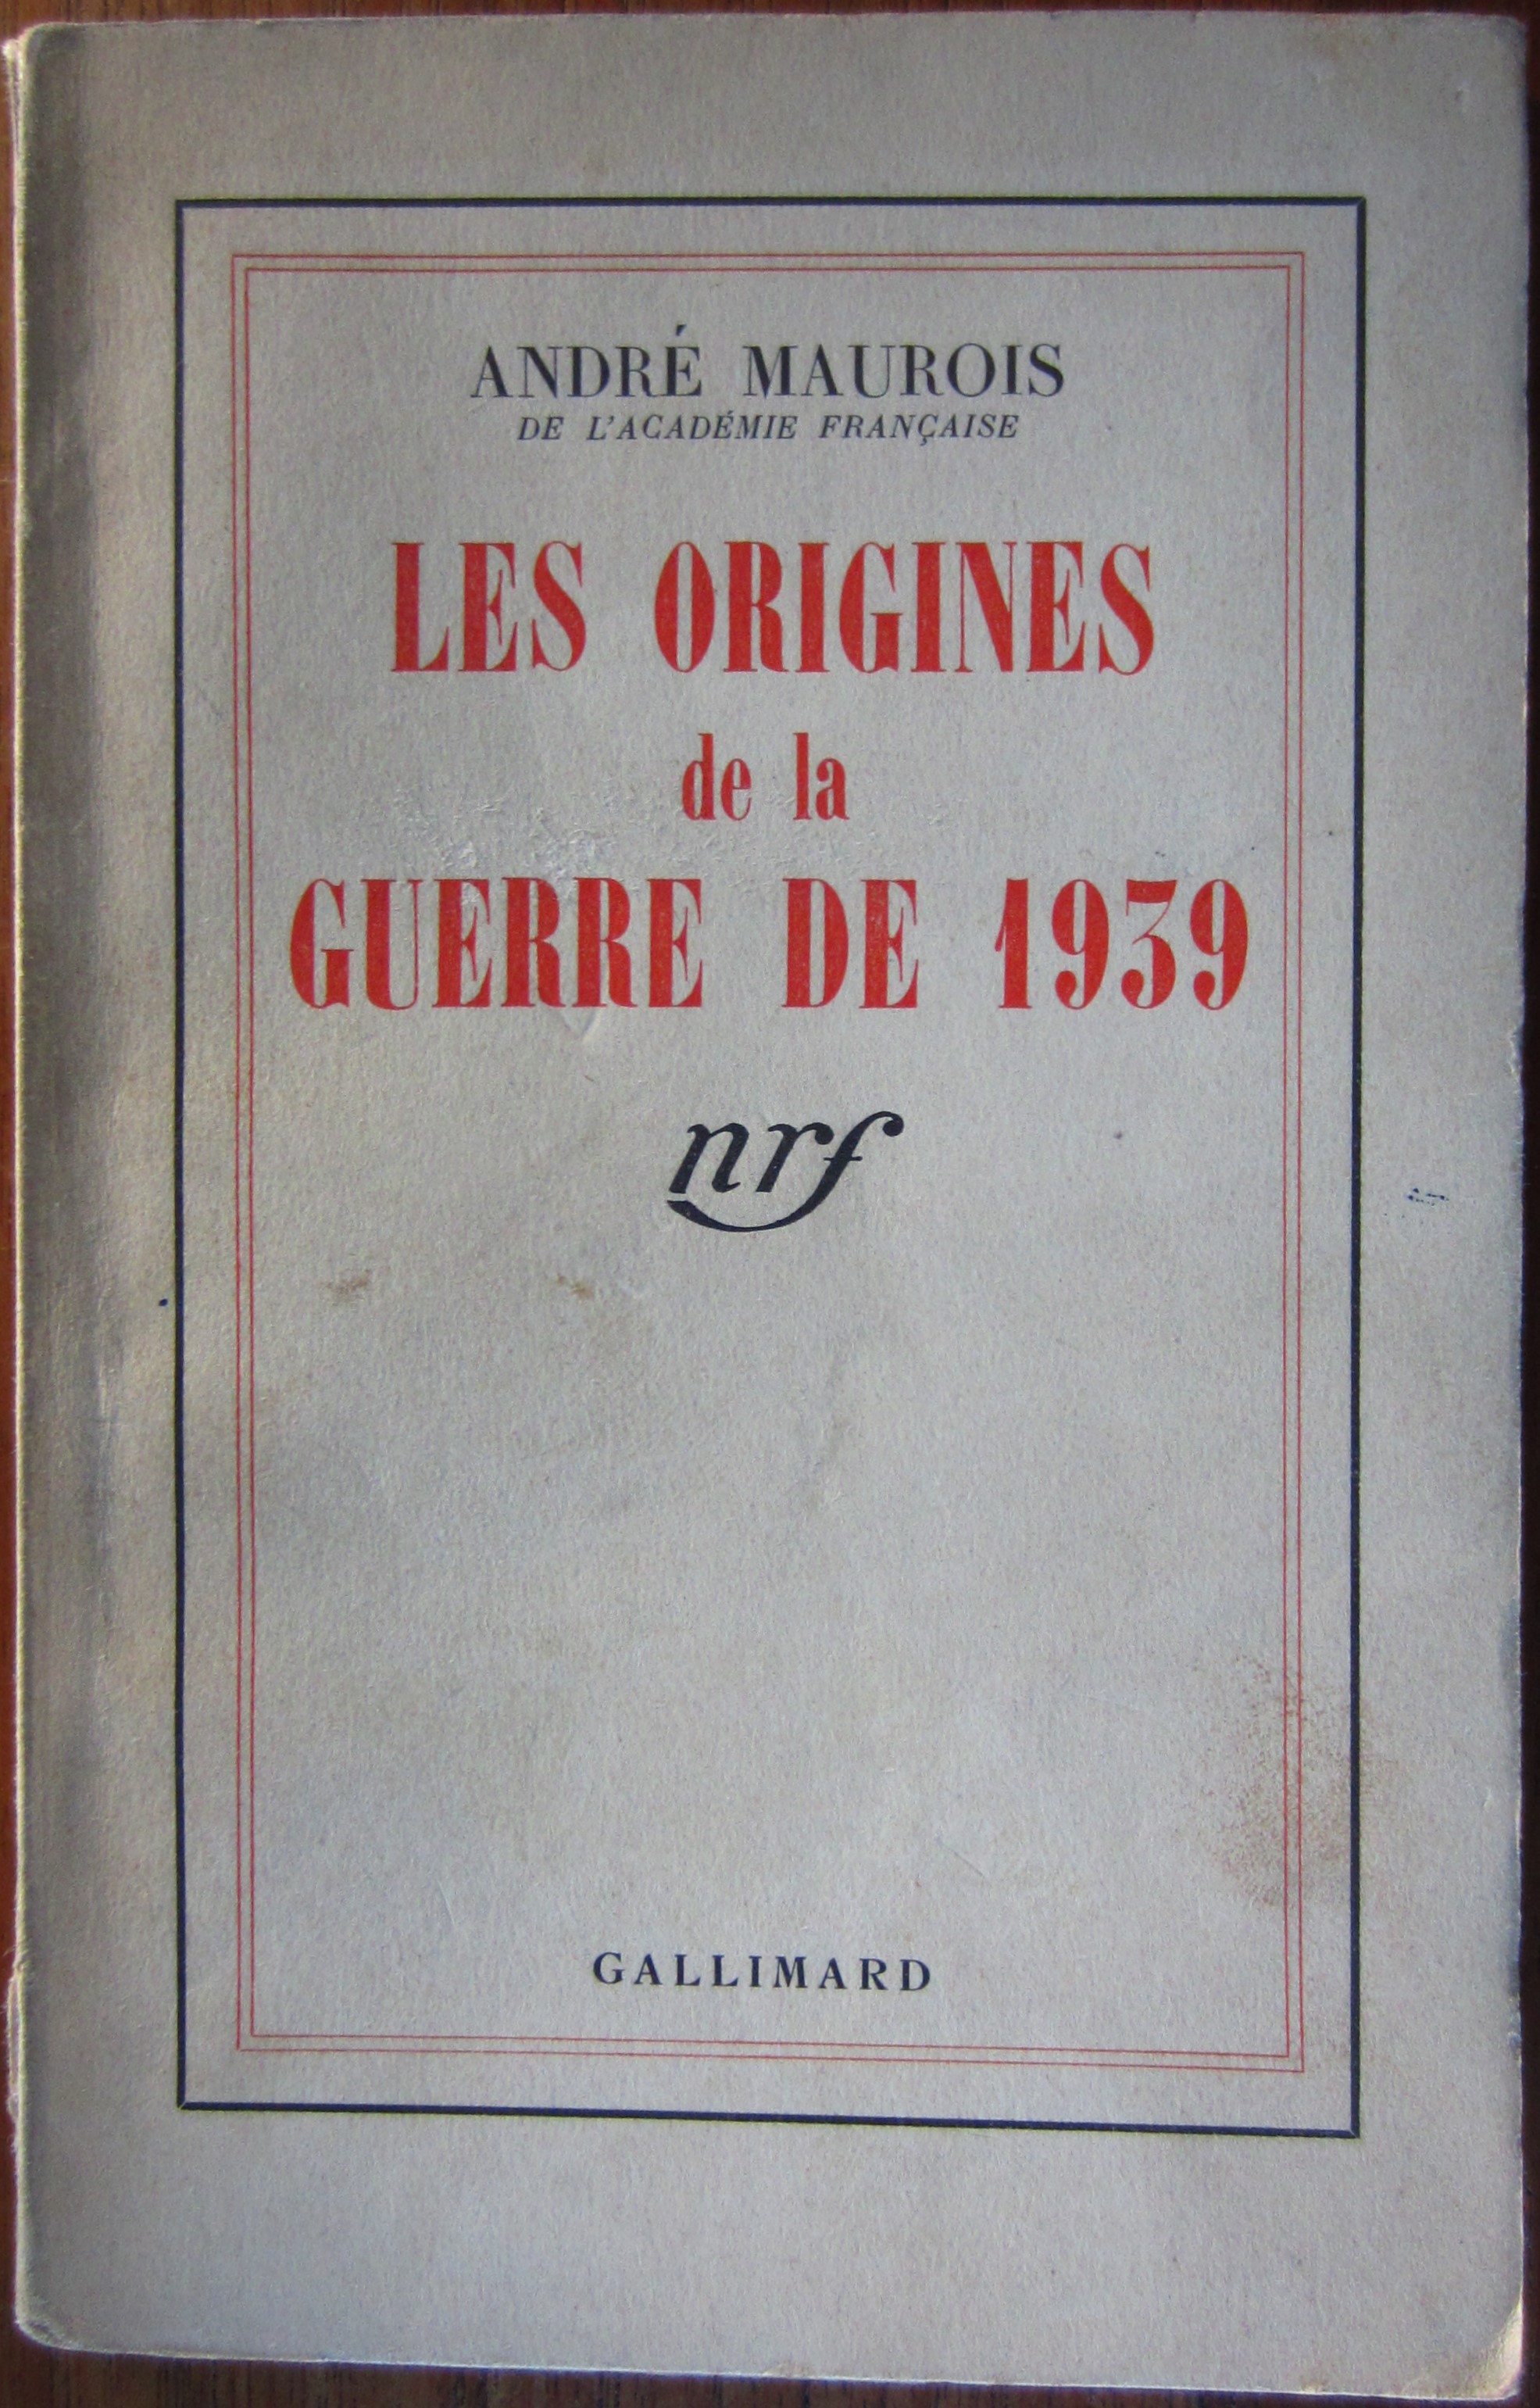 ANDRÉ MAUROIS
DE L'ACADÉMIE FRANÇAISE
LES ORIGINES
de la
GUERRE DE 1939
nrf
GALLIMARD